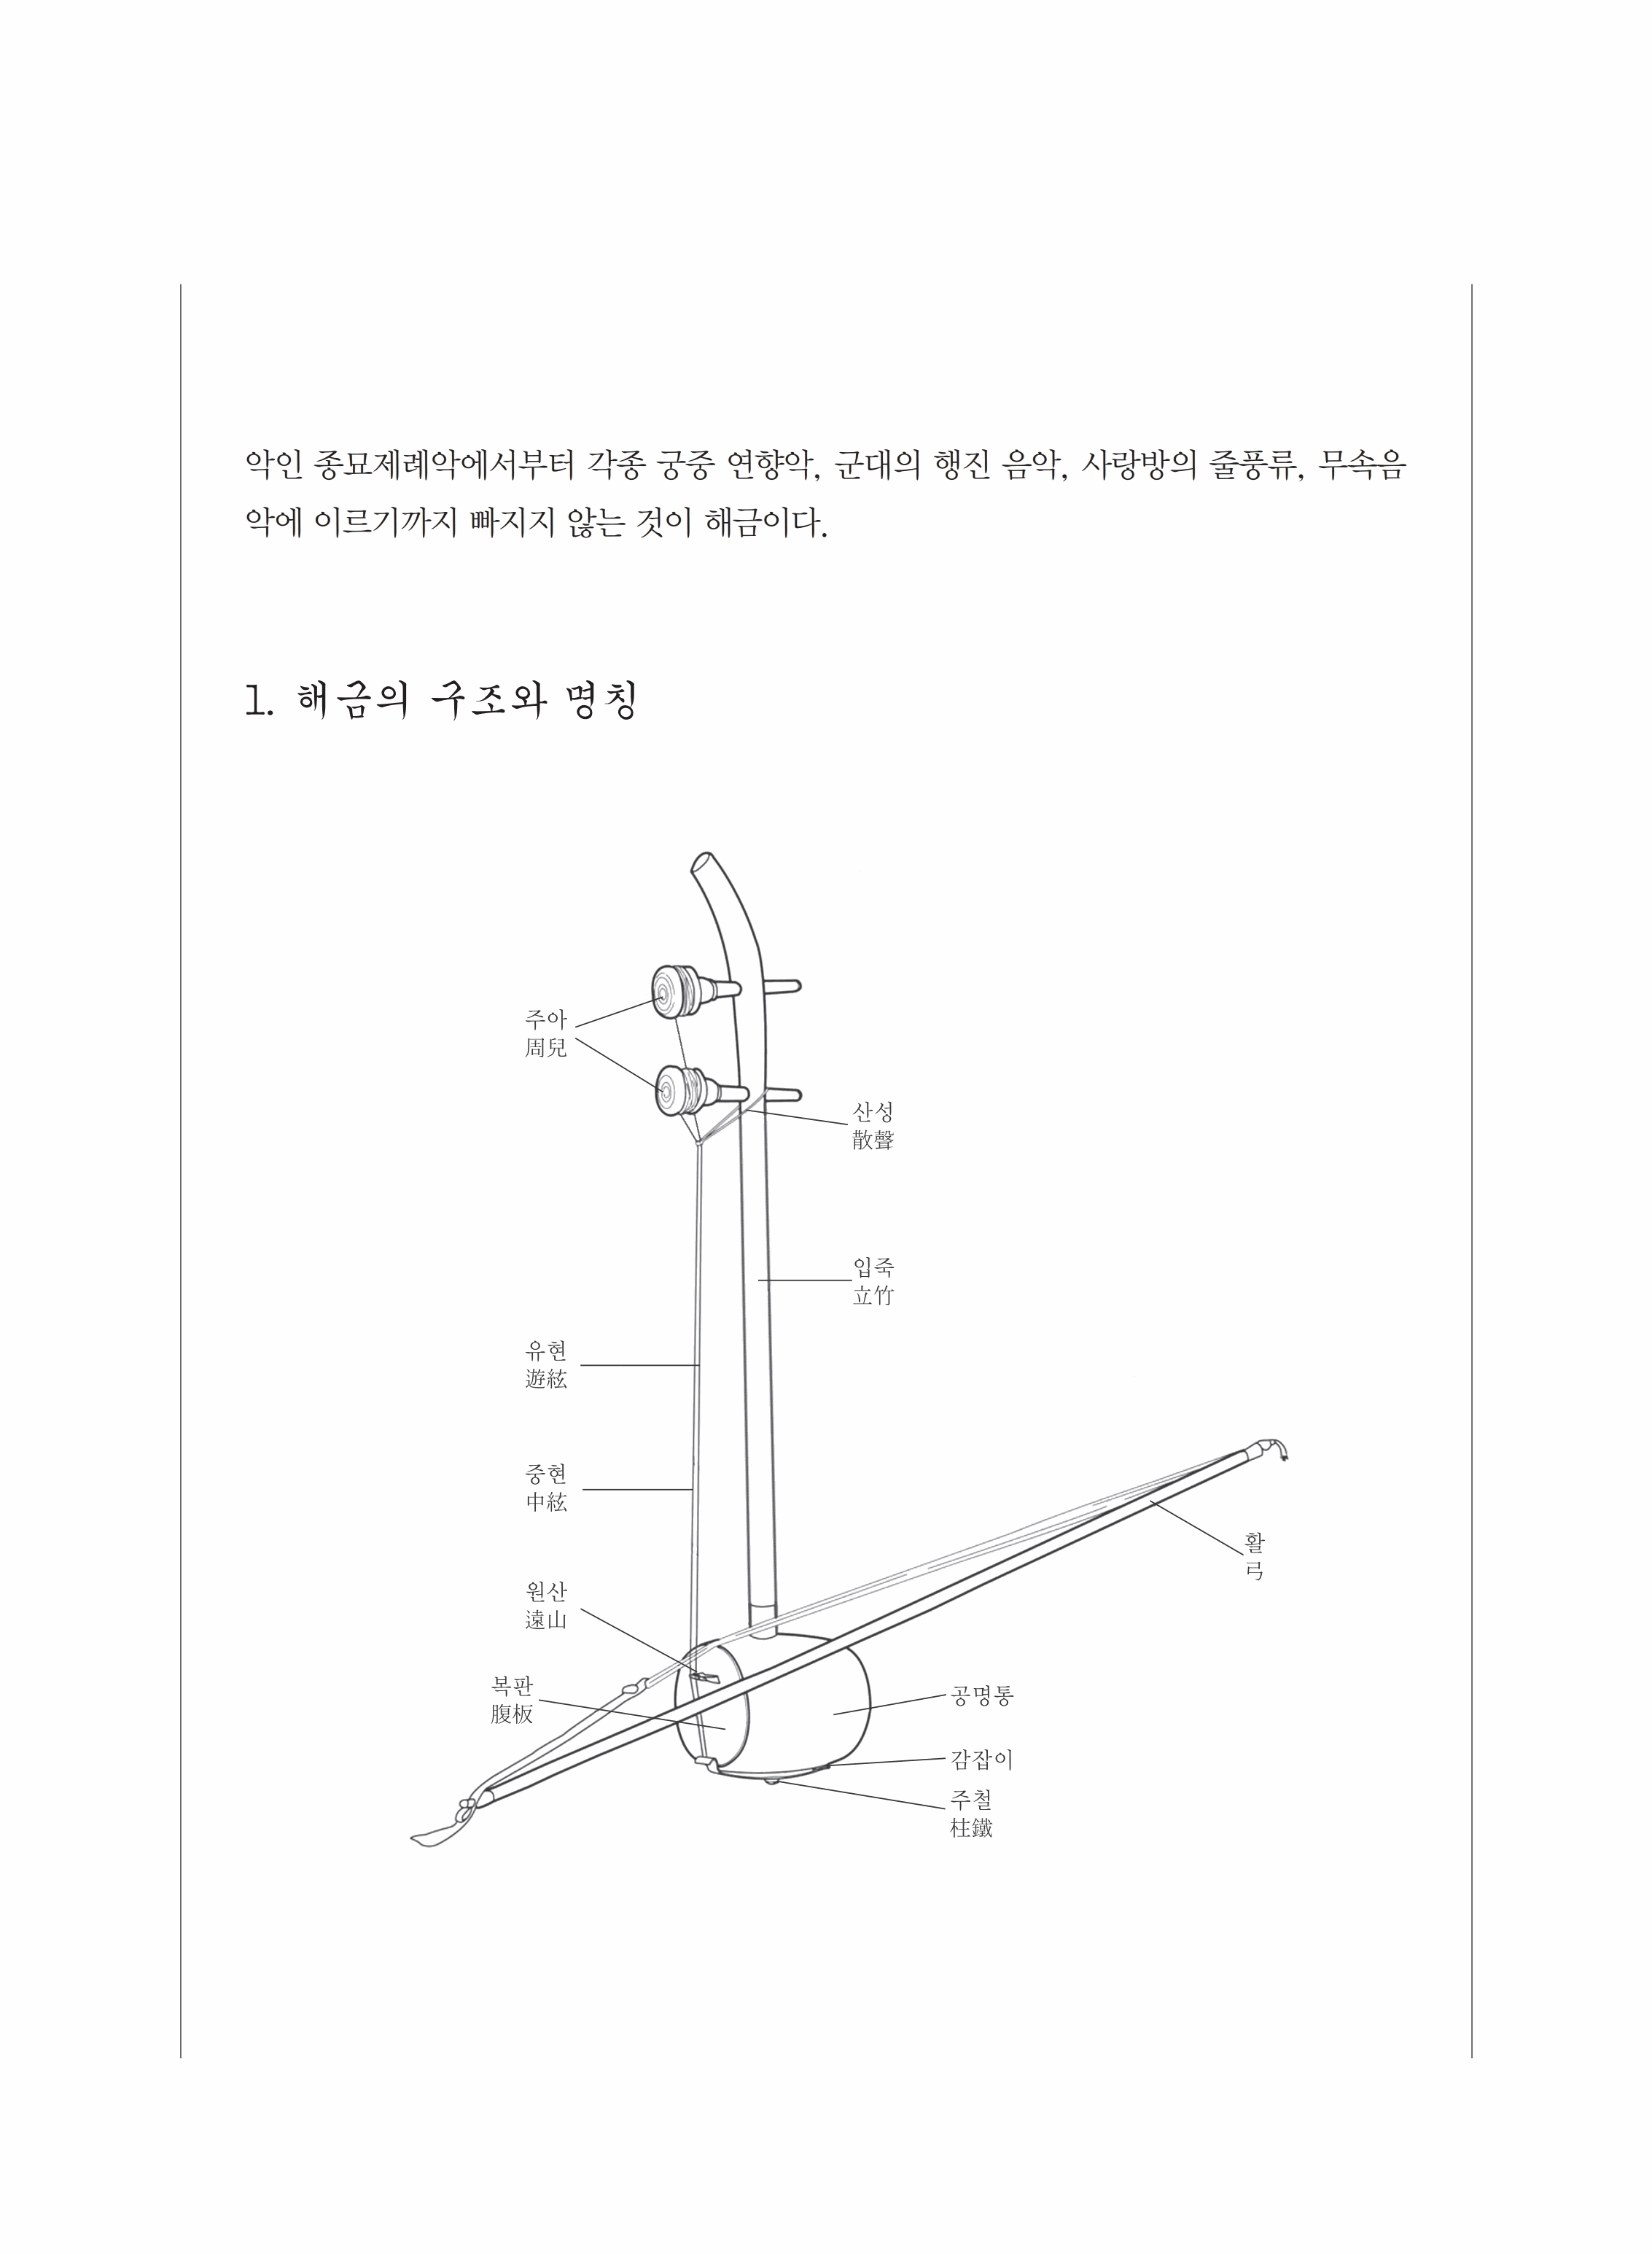 악인 종묘제례악에서부터 각종 궁중 연향악, 군대의 행진 음악, 사랑방의 줄풍류, 무속음
악에 이르기까지 빠지지 않는 것이 해금이다.
1. 해금의 구조와 명칭
주아
周兒
산성
散聲
입죽
立竹
유현
遊絃
중현
中絃
활
弓
원산
遠山
복판
腹板
공명통
감잡이
주철
柱鐵